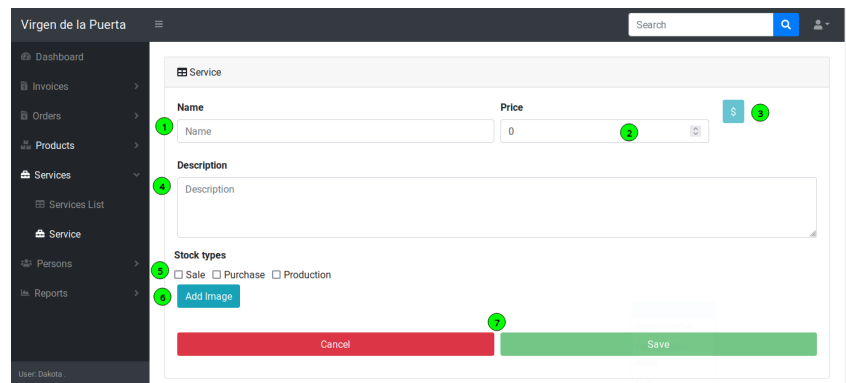 Virgen de la Puerta
Search
Dashboard
Invoices
Orders
Products
Services
Services List
Service
Persons
Reports
User: Dakota .
Service
Name
Price
1
Name
0
2
$
3
Description
4
Description
Stock types
5
Sale
Purchase
Production
6
Add Image
7
Cancel
Save